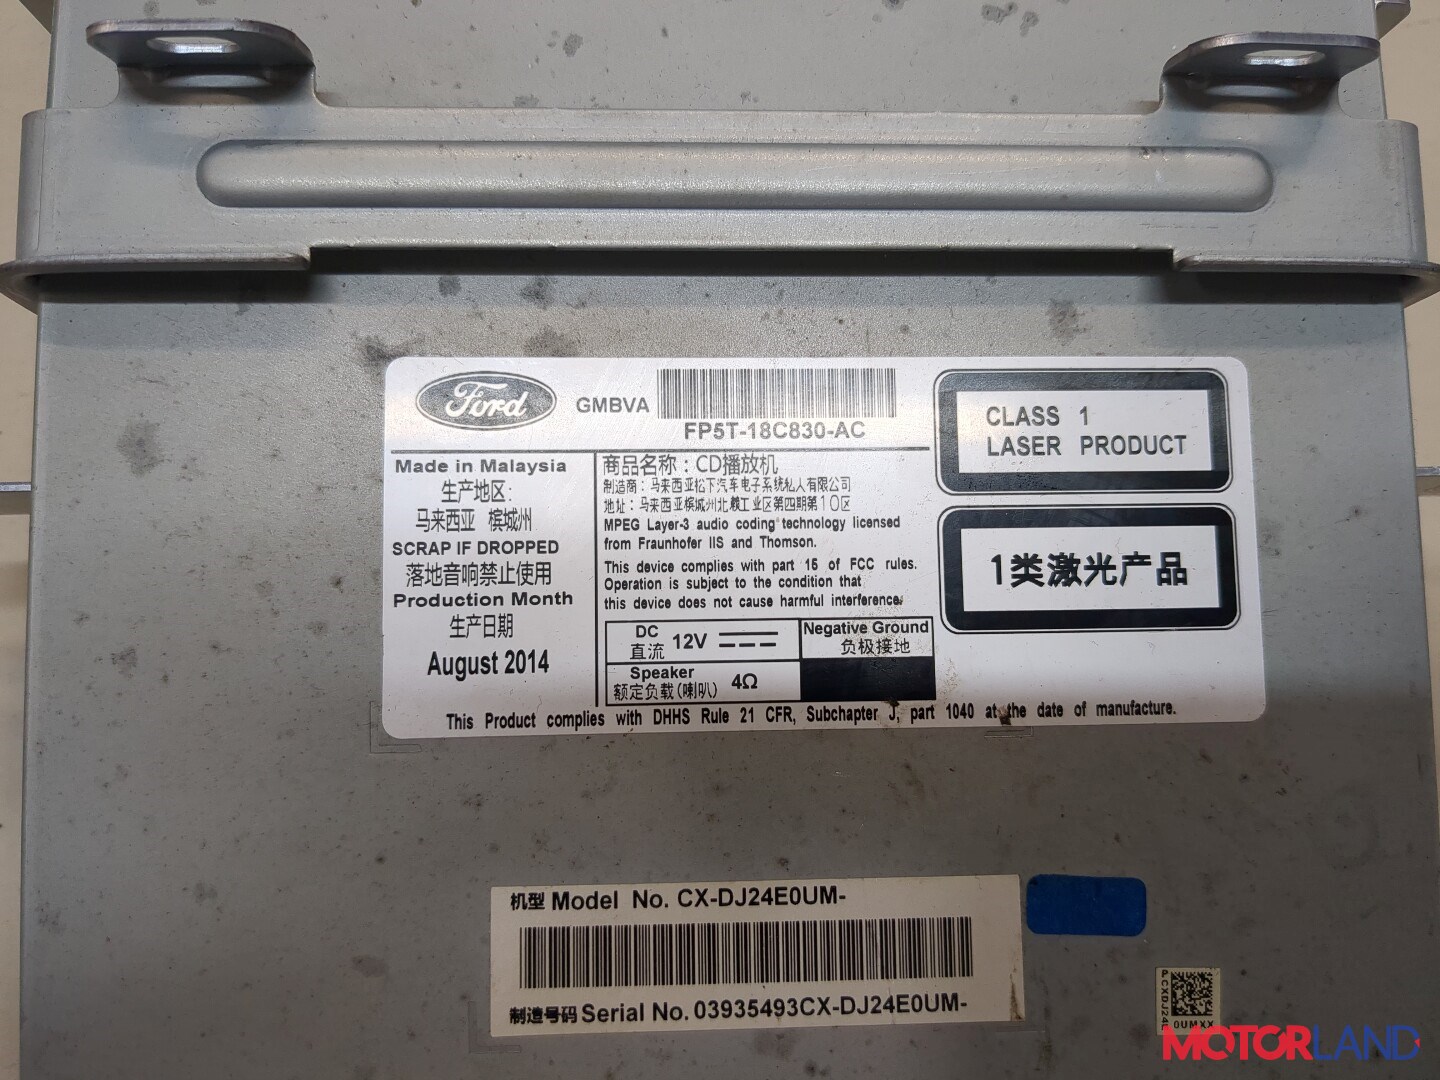 Ford
GMBVA
FP5T-18C830-AC
CLASS 1
LASER PRODUCT
Made in Malaysia
生产地区:
马来西亚 槟城州
SCRAP IF DROPPED
落地音响禁止使用
Production Month
生产日期
August 2014
商品名称：CD播放机
制造商：马来西亚松下汽车电子系统私人有限公司
地址：马来西亚槟城州北赖工业区第四期第10区
MPEG Layer-3 audio coding technology licensed
from Fraunhofer IIS and Thomson.
This device complies with part 15 of FCC rules.
Operation is subject to the condition that
this device does not cause harmful interference.
DC
直流 12V
Negative Ground
负极接地
Speaker
额定负载(喇叭) 4Ω
1类激光产品
This Product complies with DHHS Rule 21 CFR, Subchapter J, part 1040 at the date of manufacture.
机型 Model No. CX-DJ24E0UM-
制造号码 Serial No. 03935493CX-DJ24E0UM-
PCXDJ24E
0UMXX
MOTORLAND